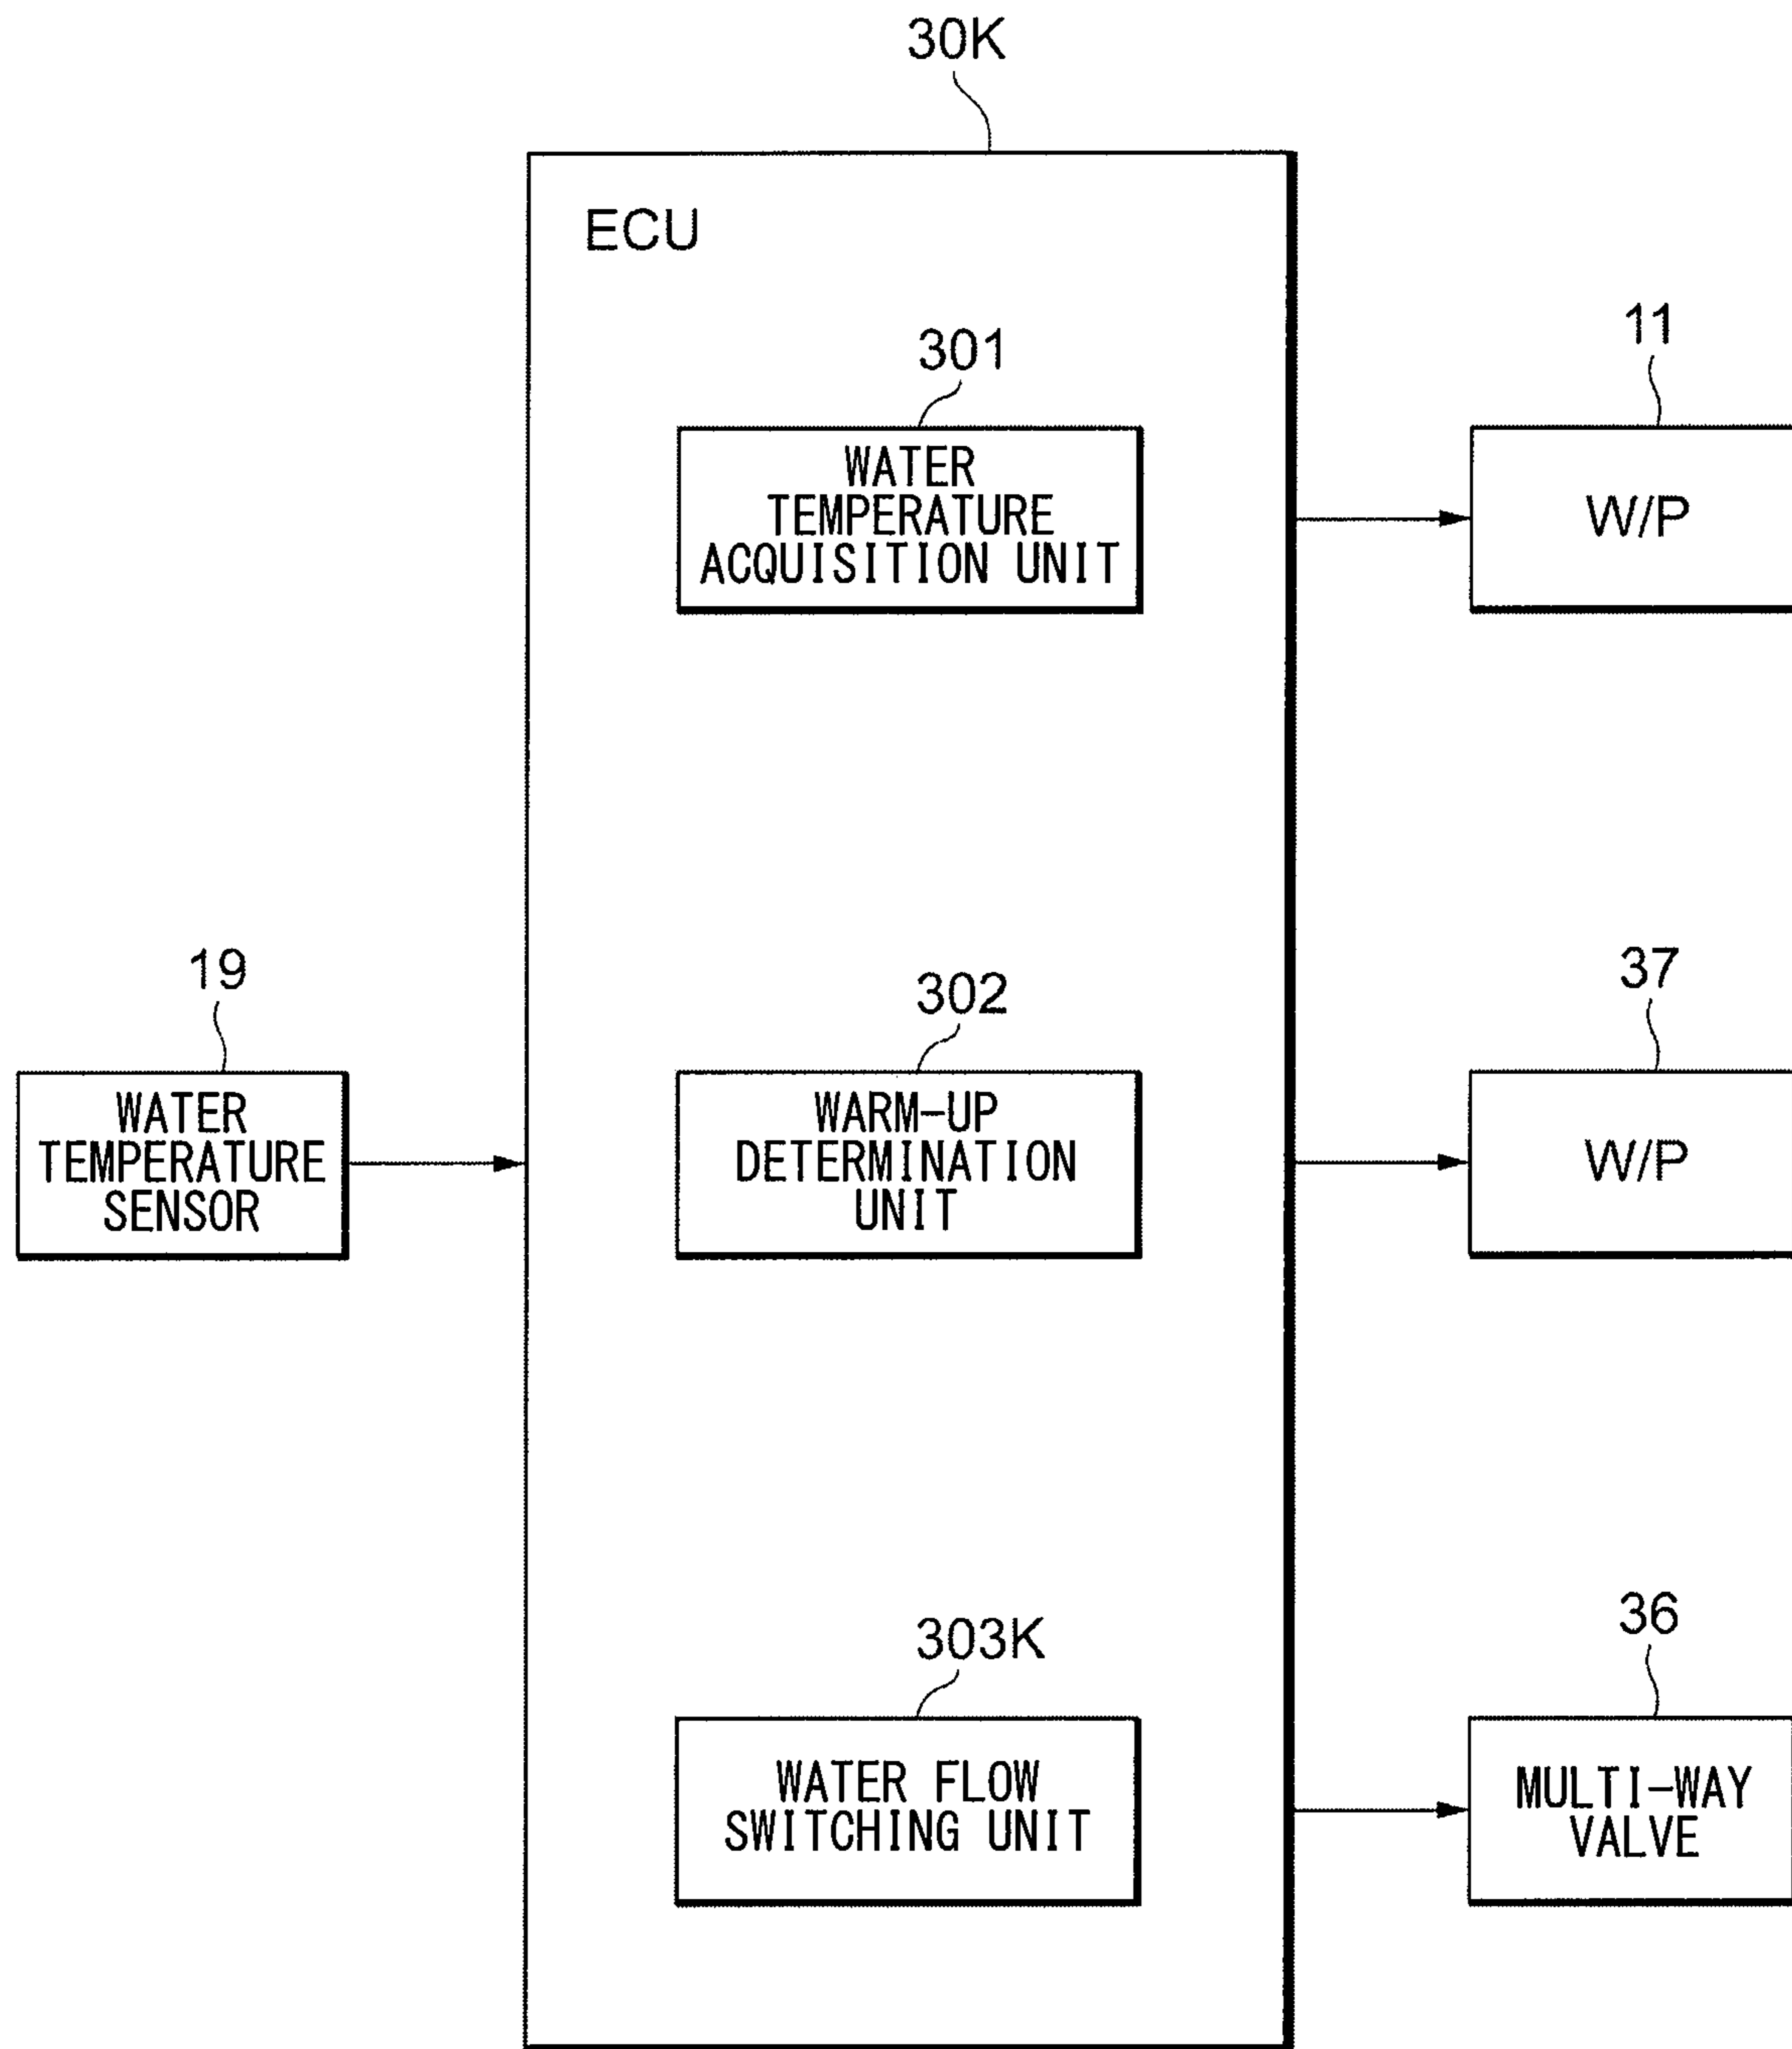 30K
ECU
301
WATER
TEMPERATURE
ACQUISITION UNIT
11
W/P
19
WATER
TEMPERATURE
SENSOR
302
WARM-UP
DETERMINATION
UNIT
37
W/P
303K
WATER FLOW
SWITCHING UNIT
36
MULTI-WAY
VALVE